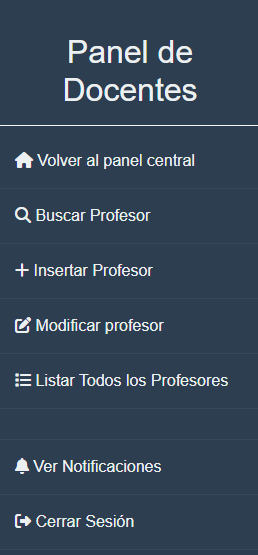 Panel de
Docentes
Volver al panel central
Buscar Profesor
Insertar Profesor
Modificar profesor
Listar Todos los Profesores
Ver Notificaciones
Cerrar Sesión